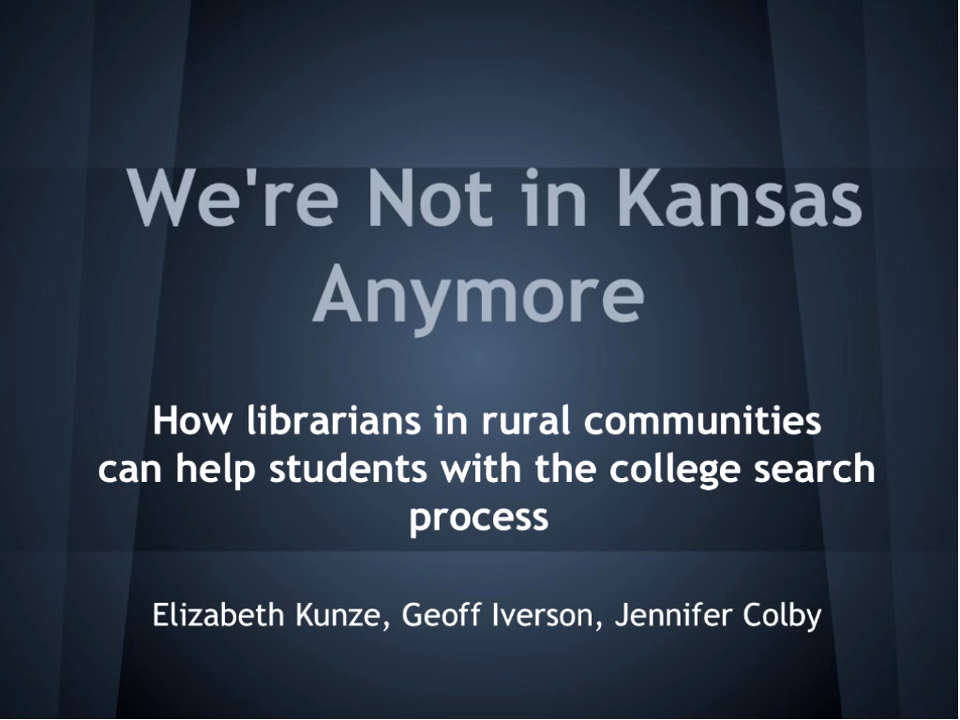 We're Not in Kansas
Anymore
How librarians in rural communities
can help students with the college search
process
Elizabeth Kunze, Geoff Iverson, Jennifer Colby